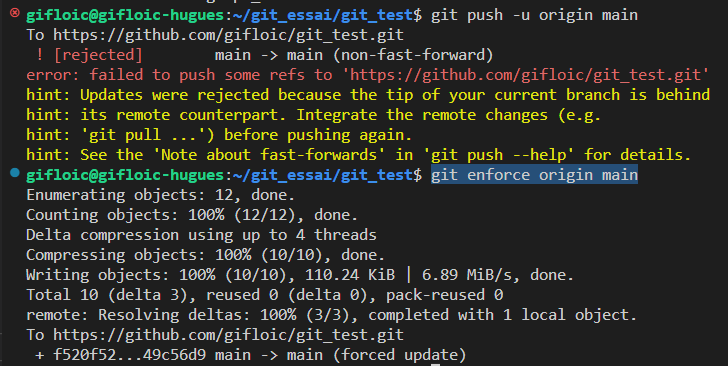 gifloic@gifloic-hugues:~/git_essai/git_test$ git push -u origin main
To https://github.com/gifloic/git_test.git
 ! [rejected]        main -> main (non-fast-forward)
error: failed to push some refs to 'https://github.com/gifloic/git_test.git'
hint: Updates were rejected because the tip of your current branch is behind
hint: its remote counterpart. Integrate the remote changes (e.g.
hint: 'git pull ...') before pushing again.
hint: See the 'Note about fast-forwards' in 'git push --help' for details.
gifloic@gifloic-hugues:~/git_essai/git_test$ git enforce origin main
Enumerating objects: 12, done.
Counting objects: 100% (12/12), done.
Delta compression using up to 4 threads
Compressing objects: 100% (10/10), done.
Writing objects: 100% (10/10), 110.24 KiB | 6.89 MiB/s, done.
Total 10 (delta 3), reused 0 (delta 0), pack-reused 0
remote: Resolving deltas: 100% (3/3), completed with 1 local object.
To https://github.com/gifloic/git_test.git
 + f520f52...49c56d9 main -> main (forced update)